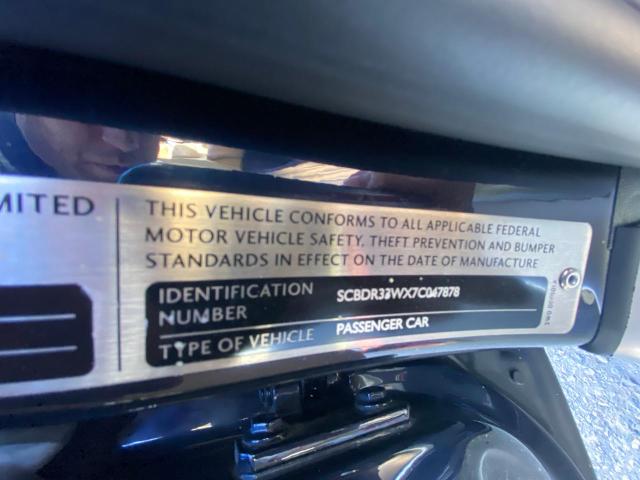 MITED
THIS VEHICLE CONFORMS TO ALL APPLICABLE FEDERAL
MOTOR VEHICLE SAFETY, THEFT PREVENTION AND BUMPER
STANDARDS IN EFFECT ON THE DATE OF MANUFACTURE
IDENTIFICATION NUMBER SCBDR33WX7C047878
TYPE OF VEHICLE PASSENGER CAR